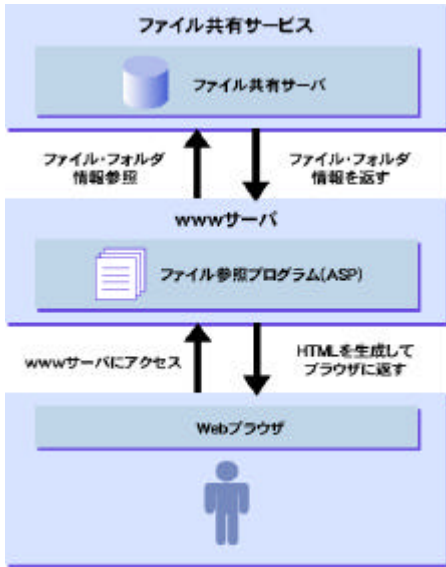 ファイル共有サービス
ファイル共有サーバ
ファイル・フォルダ
情報参照
ファイル・フォルダ
情報を返す
wwwサーバ
ファイル参照プログラム(ASP)
wwwサーバにアクセス
HTMLを生成して
ブラウザに返す
Webブラウザ